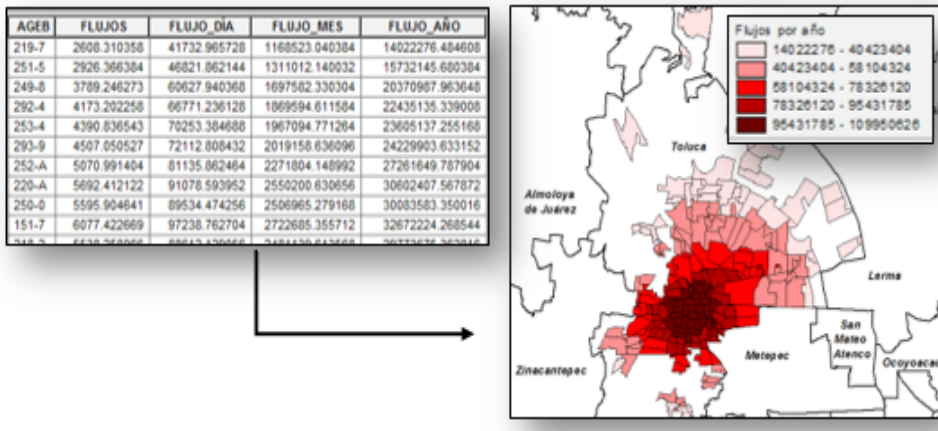 AGEB FLUJOS FLUJO_DÍA FLUJO_MES FLUJO_AÑO
219-7 2608.310358 41732.965728 1168523.040384 14022276.484608
251-5 2926.366384 46821.862144 1311012.140032 15732145.680384
249-8 3789.246273 60627.940368 1697582.330304 20370987.963648
292-4 4173.202258 66771.236128 1869594.611584 22435135.339008
253-4 4390.836543 70253.384688 1967094.771264 23605137.255168
293-9 4507.050527 72112.808432 2019158.636096 24229903.633152
252-A 5070.991404 81135.862464 2271804.148992 27261649.787904
220-A 5692.412122 91078.593952 2550200.630656 30602407.567872
250-0 5595.904641 89534.474256 2506965.279168 30083583.350016
151-7 6077.422669 97238.762704 2722685.355712 32672224.268544
Flujos por año
14022276 - 40423404
40423404 - 58104324
58104324 - 78326120
78326120 - 95431785
95431785 - 109950626
Toluca
Almoloya
de Juárez
Lerma
San
Mateo
Atenco
Metepec
Ocoyoacac
Zinacantepec